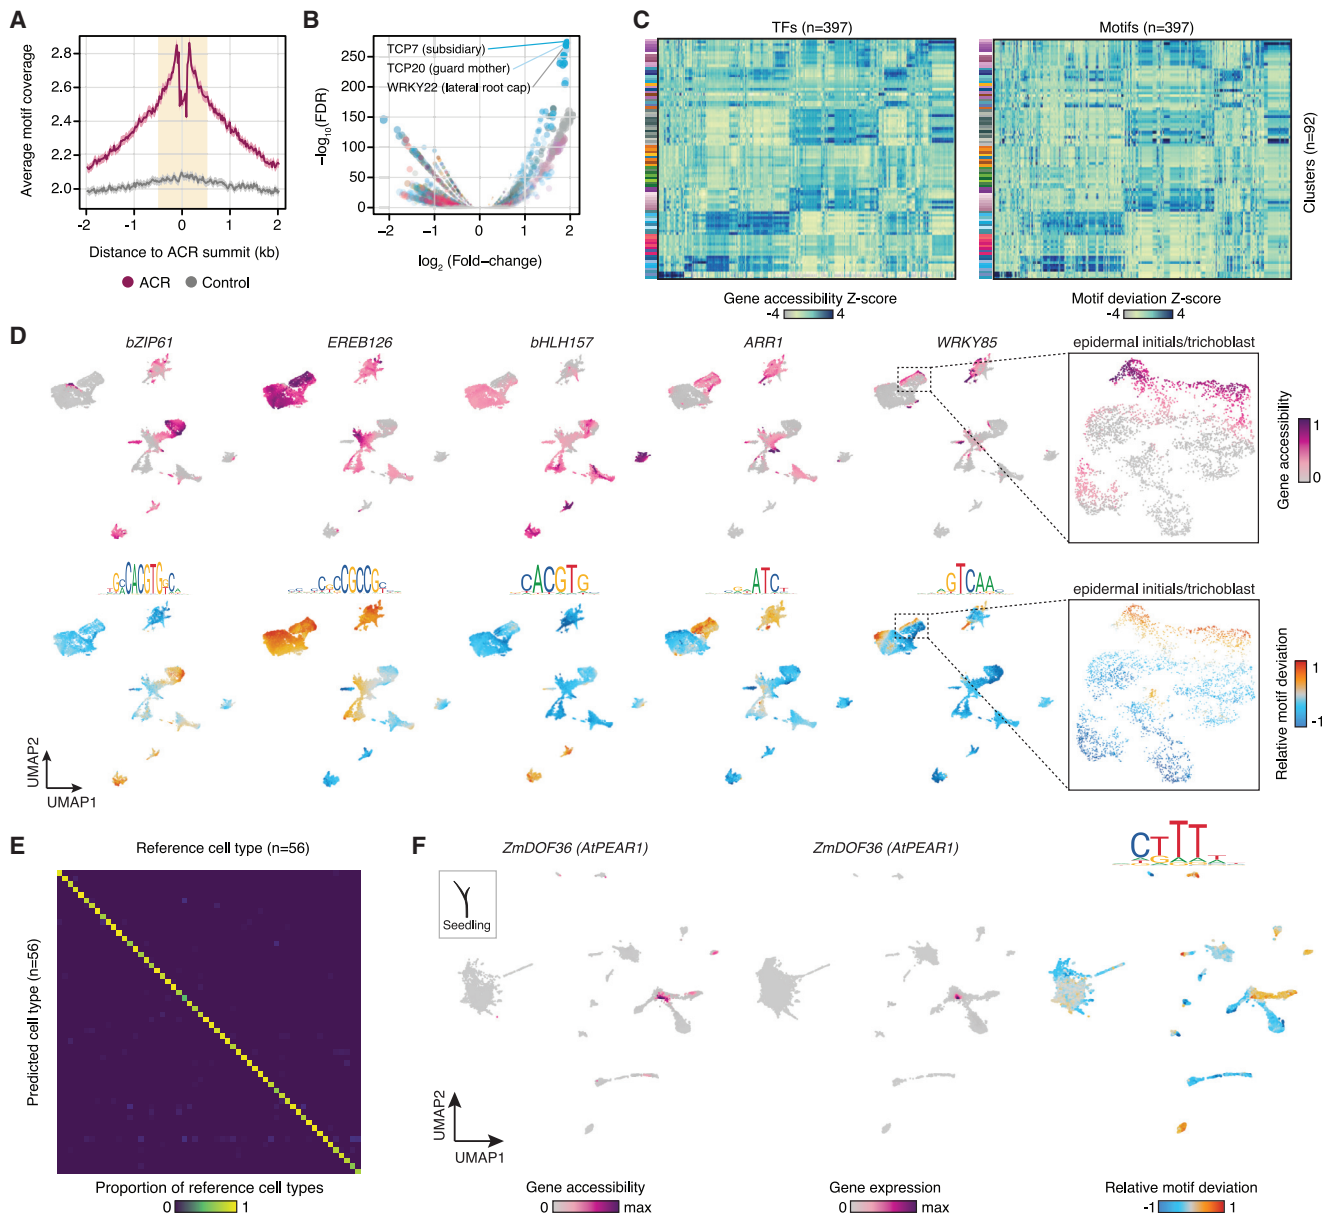 A
Average motif coverage
2.8
2.6
2.4
2.2
2.0
-2
-1
0
1
2
Distance to ACR summit (kb)
ACR
Control
B
−log10(FDR)
250
200
150
100
50
0
TCP7 (subsidiary)
TCP20 (guard mother)
WRKY22 (lateral root cap)
−2
−1
0
1
2
log2 (Fold−change)
C
TFs (n=397)
Motifs (n=397)
Clusters (n=92)
Gene accessibility Z-score
-4
4
Motif deviation Z-score
-4
4
D
bZIP61
EREB126
bHLH157
ARR1
WRKY85
epidermal initials/trichoblast
Gene accessibility
1
0
CACGTG
CGCCG
CACGTG
ATC
GTCAA
epidermal initials/trichoblast
Relative motif deviation
1
-1
UMAP2
UMAP1
E
Reference cell type (n=56)
Predicted cell type (n=56)
Proportion of reference cell types
0
1
F
ZmDOF36 (AtPEAR1)
ZmDOF36 (AtPEAR1)
CTTT
Seedling
UMAP2
UMAP1
Gene accessibility
0
max
Gene expression
0
max
Relative motif deviation
-1
1